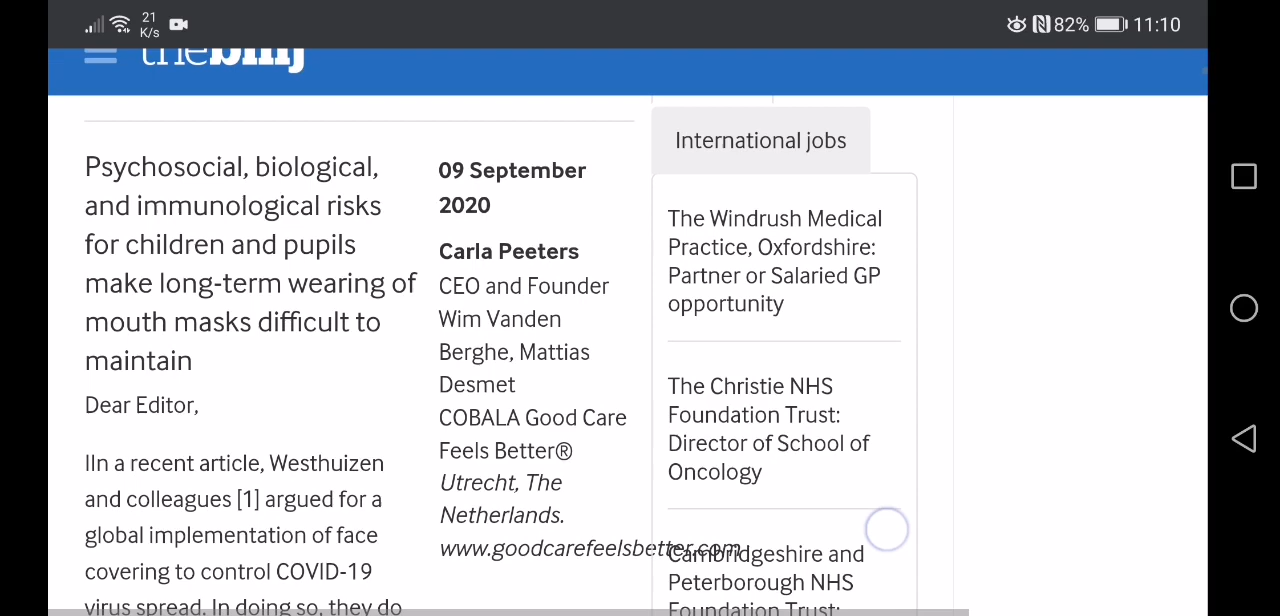 21
K/s
82%
11:10
thebmj
Psychosocial, biological,
and immunological risks
for children and pupils
make long-term wearing of
mouth masks difficult to
maintain
Dear Editor,
IIn a recent article, Westhuizen
and colleagues [1] argued for a
global implementation of face
covering to control COVID-19
virus spread. In doing so, they do
09 September
2020
Carla Peeters
CEO and Founder
Wim Vanden
Berghe, Mattias
Desmet
COBALA Good Care
Feels Better®
Utrecht, The
Netherlands.
www.goodcarefeelsbetter.com
International jobs
The Windrush Medical
Practice, Oxfordshire:
Partner or Salaried GP
opportunity
The Christie NHS
Foundation Trust:
Director of School of
Oncology
Cambridgeshire and
Peterborough NHS
Foundation Trust: